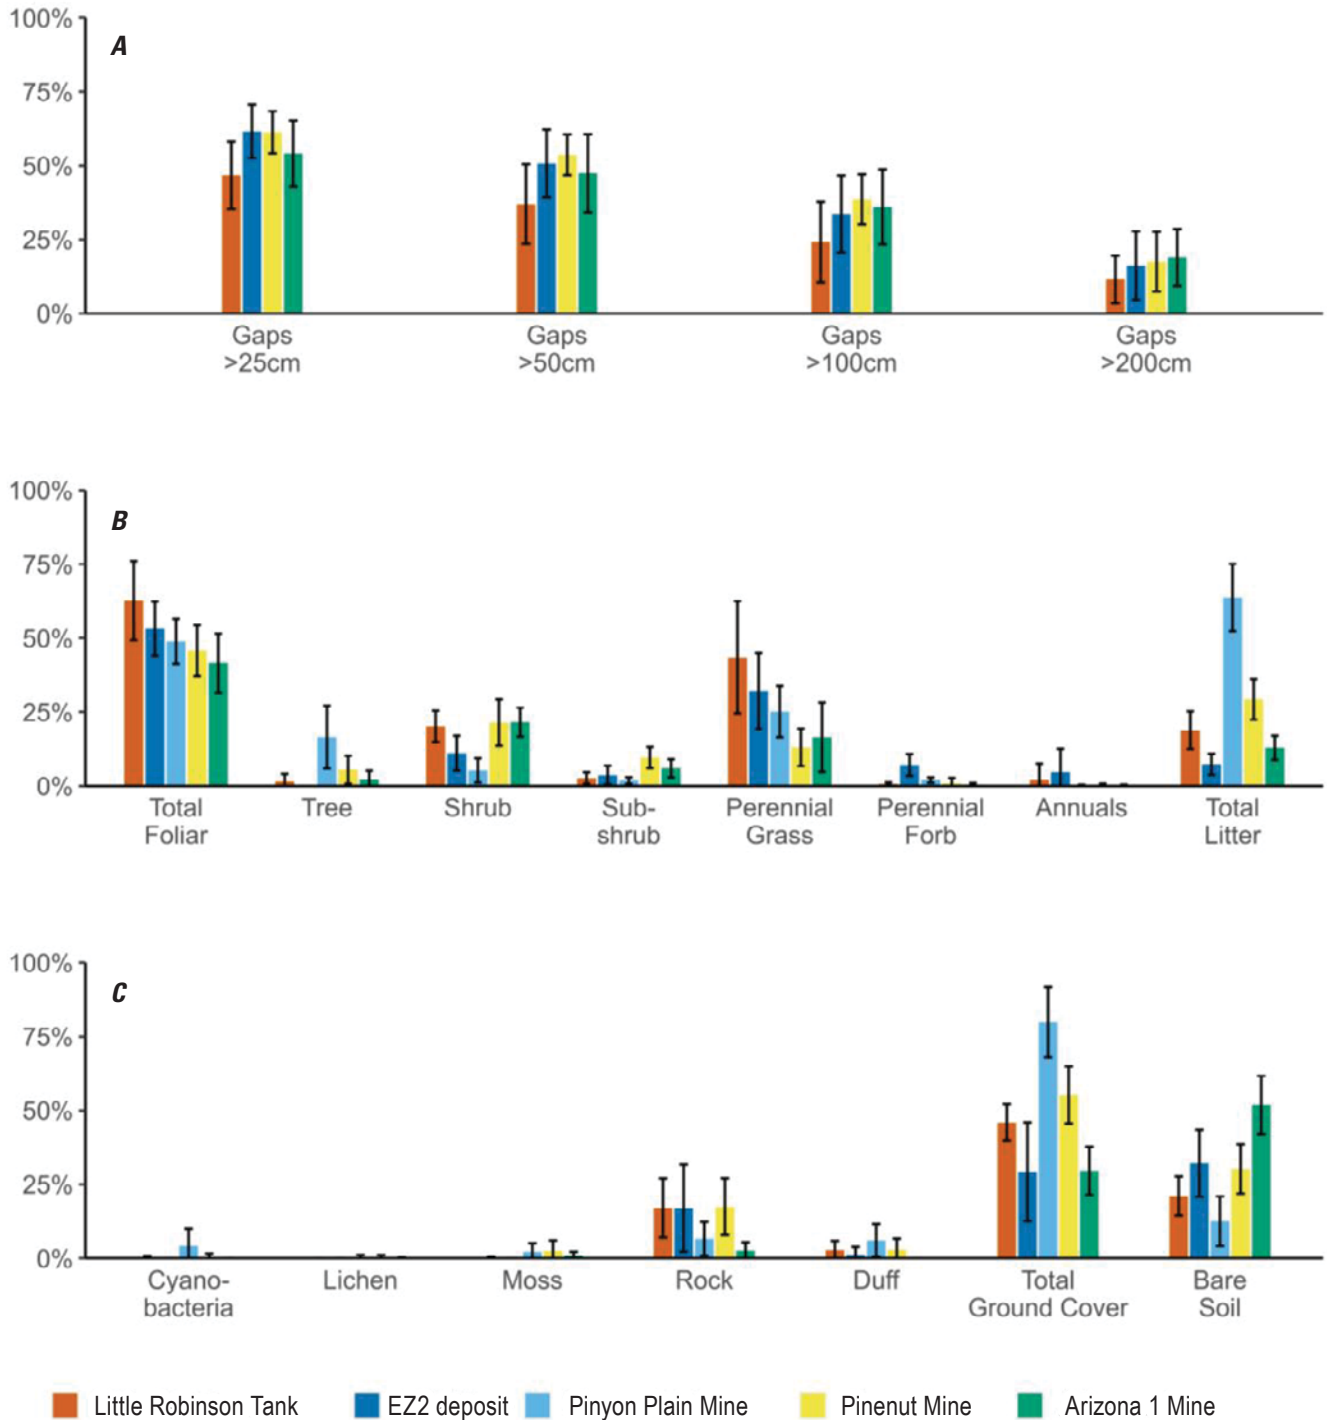 100%
A
75%
50%
25%
0%
Gaps Gaps Gaps Gaps
>25cm >50cm >100cm >200cm
100%
B
75%
50%
25%
0%
Total Tree Shrub Sub- Perennial Perennial Annuals Total
Foliar shrub Grass Forb Litter
100%
C
75%
50%
25%
0%
Cyano- Lichen Moss Rock Duff Total Bare
bacteria Ground Cover Soil
Little Robinson Tank EZ2 deposit Pinyon Plain Mine Pinenut Mine Arizona 1 Mine